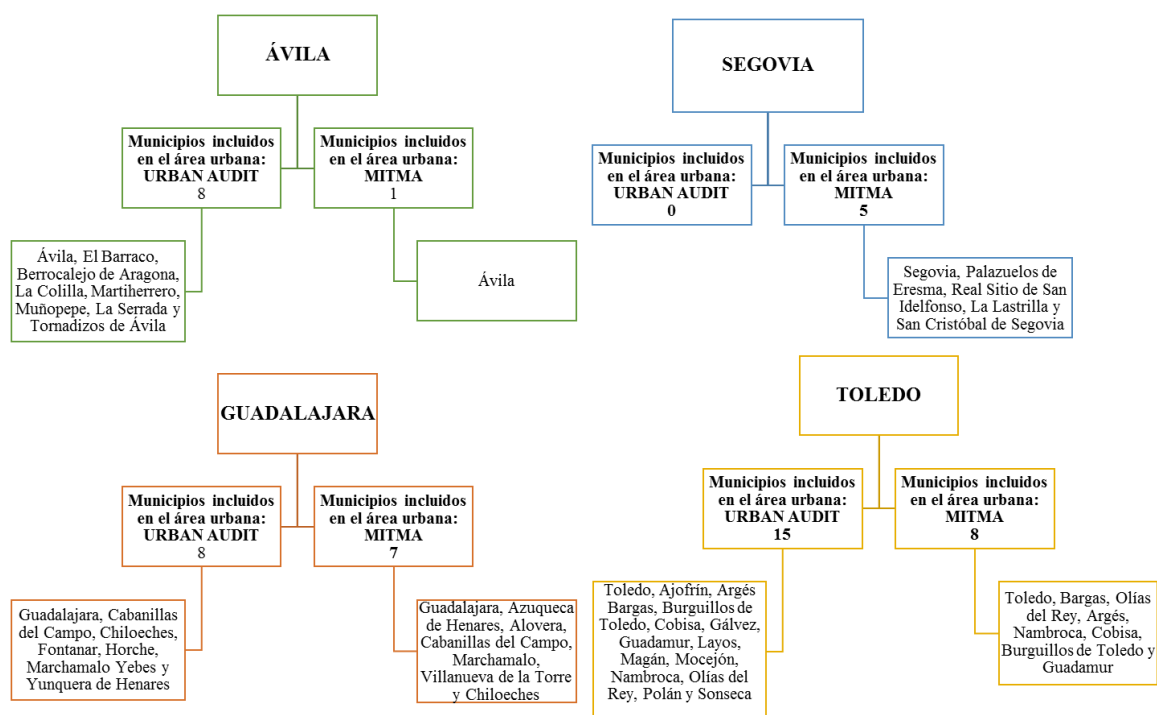 ÁVILA
Municipios incluidos
en el área urbana:
URBAN AUDIT
8
Municipios incluidos
en el área urbana:
MITMA
1
Ávila, El Barraco,
Berrocalejo de Aragona,
La Colilla, Martiherrero,
Muñopepe, La Serrada y
Tornadizos de Ávila
Ávila
SEGOVIA
Municipios incluidos
en el área urbana:
URBAN AUDIT
0
Municipios incluidos
en el área urbana:
MITMA
5
Segovia, Palazuelos de
Eresma, Real Sitio de San
Idelfonso, La Lastrilla y
San Cristóbal de Segovia
GUADALAJARA
Municipios incluidos
en el área urbana:
URBAN AUDIT
8
Municipios incluidos
en el área urbana:
MITMA
7
Guadalajara, Cabanillas
del Campo, Chiloeches,
Fontanar, Horche,
Marchamalo Yebes y
Yunquera de Henares
Guadalajara, Azuqueca
de Henares, Alovera,
Cabanillas del Campo,
Marchamalo,
Villanueva de la Torre
y Chiloeches
TOLEDO
Municipios incluidos
en el área urbana:
URBAN AUDIT
15
Municipios incluidos
en el área urbana:
MITMA
8
Toledo, Ajofrín, Argés
Bargas, Burguillos de
Toledo, Cobisa, Gálvez,
Guadamur, Layos,
Magán, Mocejón,
Nambroca, Olías del
Rey, Polán y Sonseca
Toledo, Bargas, Olías
del Rey, Argés,
Nambroca, Cobisa,
Burguillos de Toledo y
Guadamur